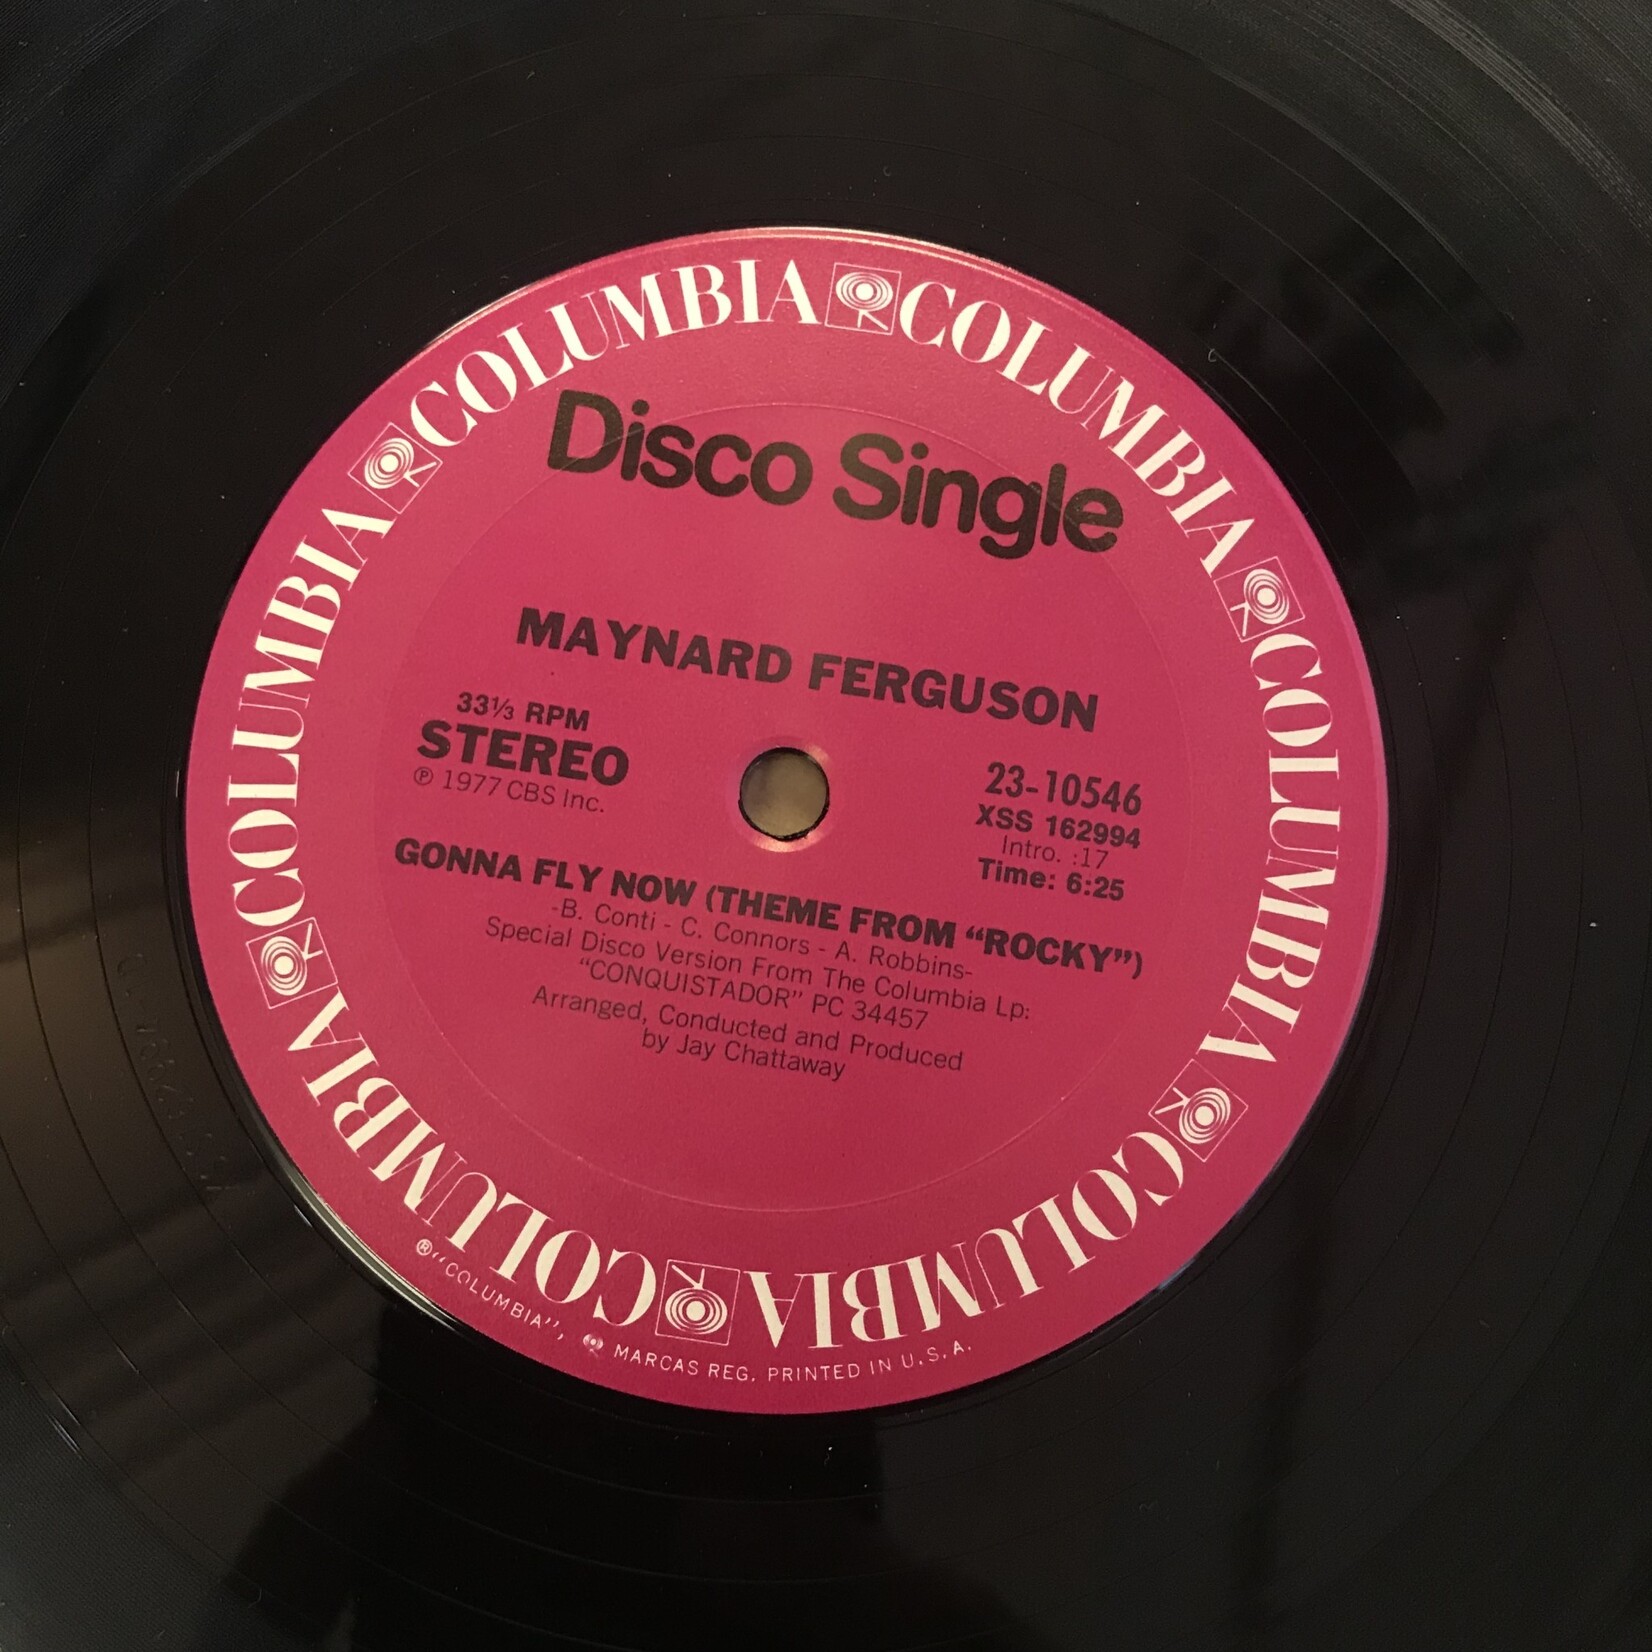 COLUMBIA COLUMBIA COLUMBIA COLUMBIA COLUMBIA COLUMBIA
Disco Single
MAYNARD FERGUSON
33⅓ RPM
STEREO
℗ 1977 CBS Inc.
23-10546
XSS 162994
Intro. :17
Time: 6:25
GONNA FLY NOW (THEME FROM “ROCKY”)
-B. Conti - C. Connors - A. Robbins-
Special Disco Version From The Columbia Lp:
“CONQUISTADOR” PC 34457
Arranged, Conducted and Produced
by Jay Chattaway
® “COLUMBIA”, MARCAS REG. PRINTED IN U.S.A.